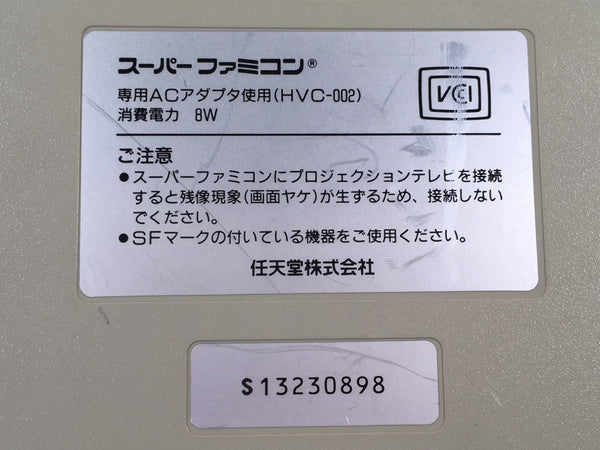 スーパーファミコン®
専用ACアダプタ使用(HVC-002)
消費電力 8W
VCI
ご注意
●スーパーファミコンにプロジェクションテレビを接続
すると残像現象(画面ヤケ)が生ずるため、接続しない
でください。
●SFマークの付いている機器をご使用ください。
任天堂株式会社
S13230898